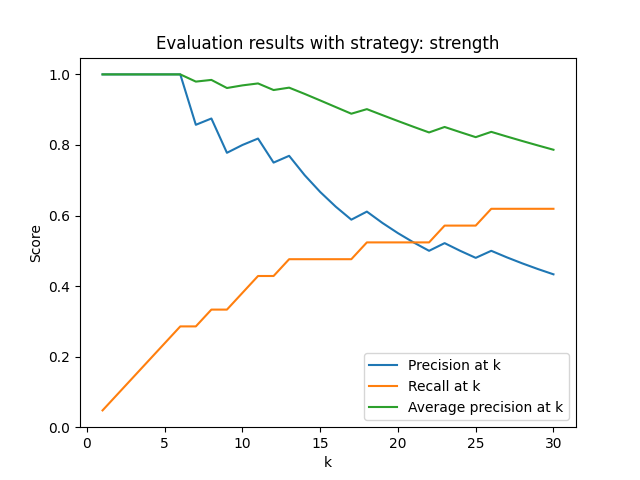 Evaluation results with strategy: strength
1.0
0.8
0.6
0.4
0.2
0.0
Score
0 5 10 15 20 25 30
k
Precision at k
Recall at k
Average precision at k